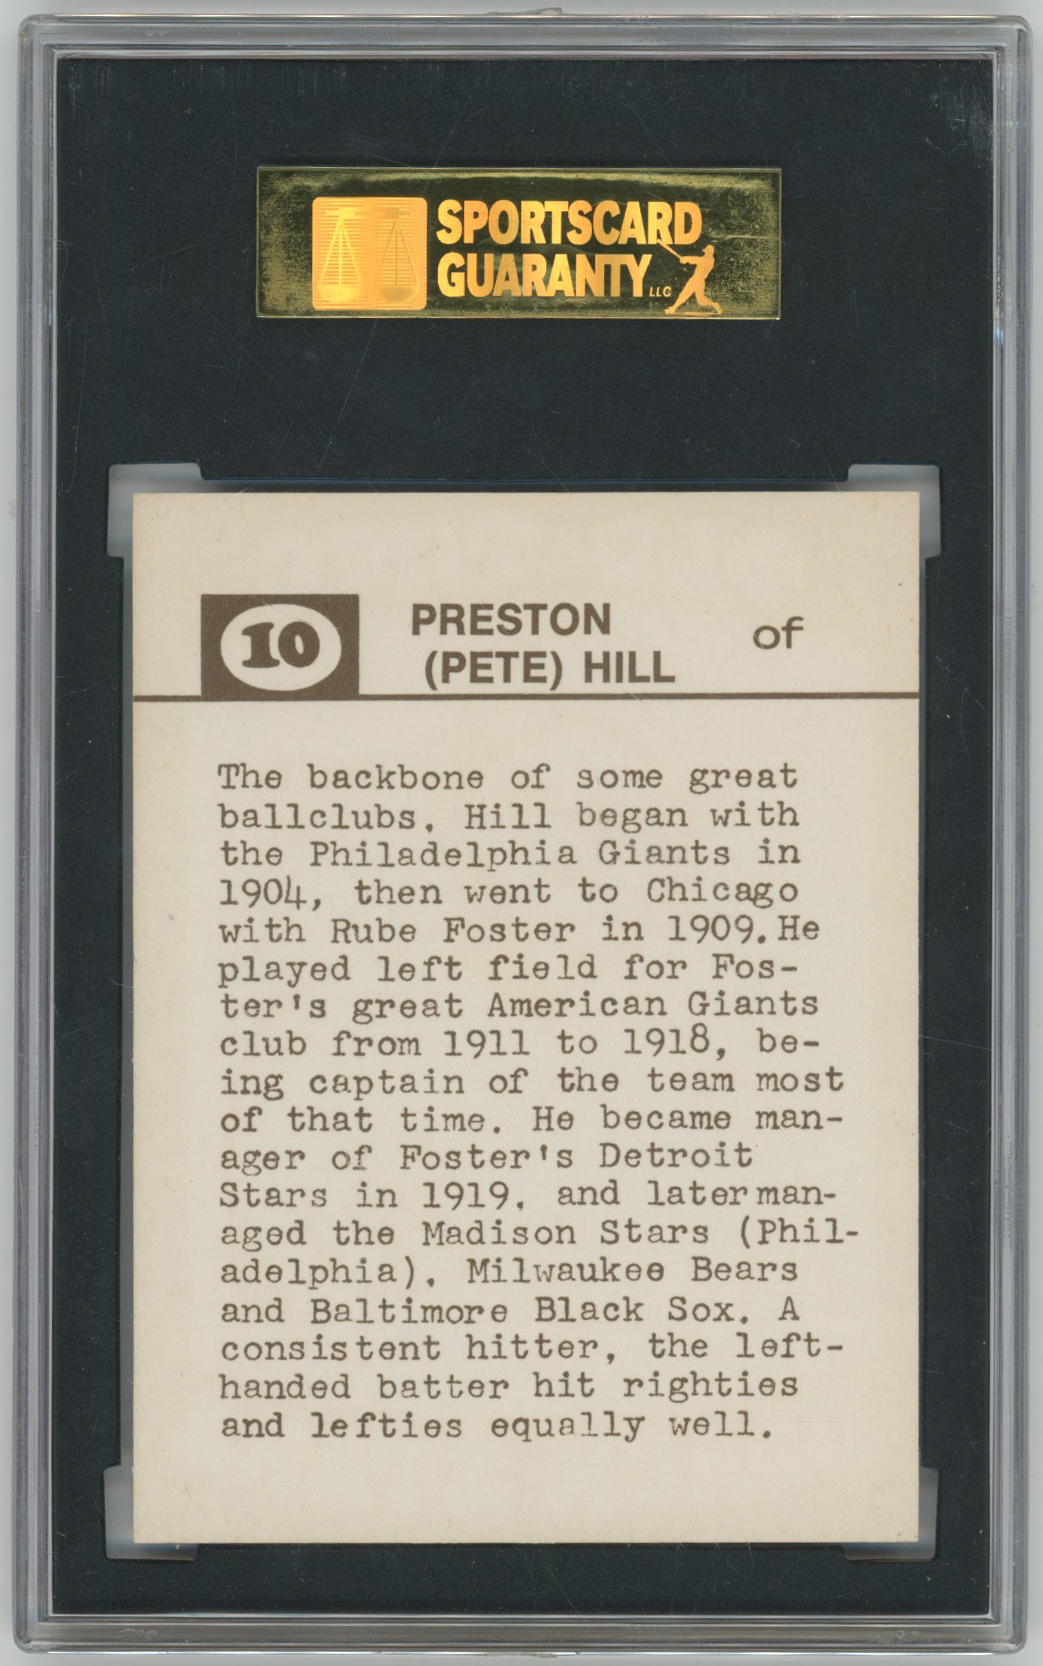 SPORTSCARD
GUARANTY LLC
10
PRESTON
(PETE) HILL
of
The backbone of some great
ballclubs, Hill began with
the Philadelphia Giants in
1904, then went to Chicago
with Rube Foster in 1909. He
played left field for Fos-
ter's great American Giants
club from 1911 to 1918, be-
ing captain of the team most
of that time. He became man-
ager of Foster's Detroit
Stars in 1919, and later man-
aged the Madison Stars (Phil-
adelphia), Milwaukee Bears
and Baltimore Black Sox. A
consistent hitter, the left-
handed batter hit righties
and lefties equally well.